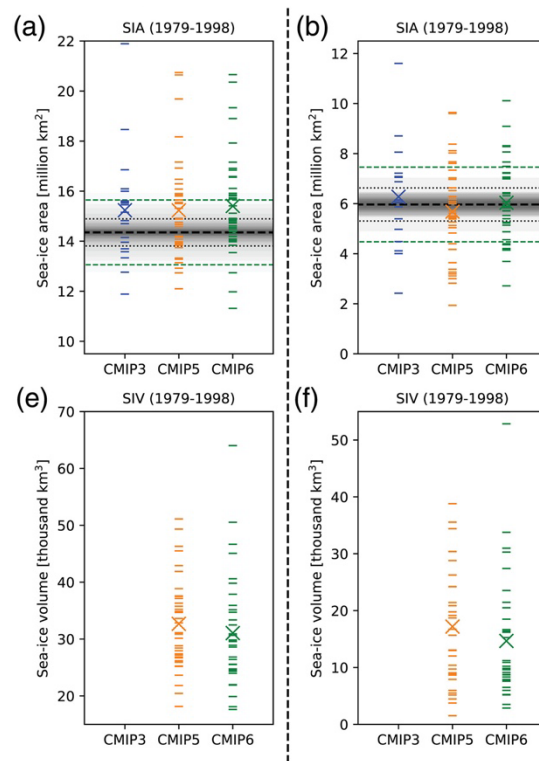 (a) SIA (1979-1998)
Sea-ice area [million km²]
22
20
18
16
14
12
10
CMIP3 CMIP5 CMIP6
(b) SIA (1979-1998)
Sea-ice area [million km²]
12
10
8
6
4
2
0
CMIP3 CMIP5 CMIP6
(e) SIV (1979-1998)
Sea-ice volume [thousand km³]
70
60
50
40
30
20
CMIP3 CMIP5 CMIP6
(f) SIV (1979-1998)
Sea-ice volume [thousand km³]
50
40
30
20
10
0
CMIP3 CMIP5 CMIP6